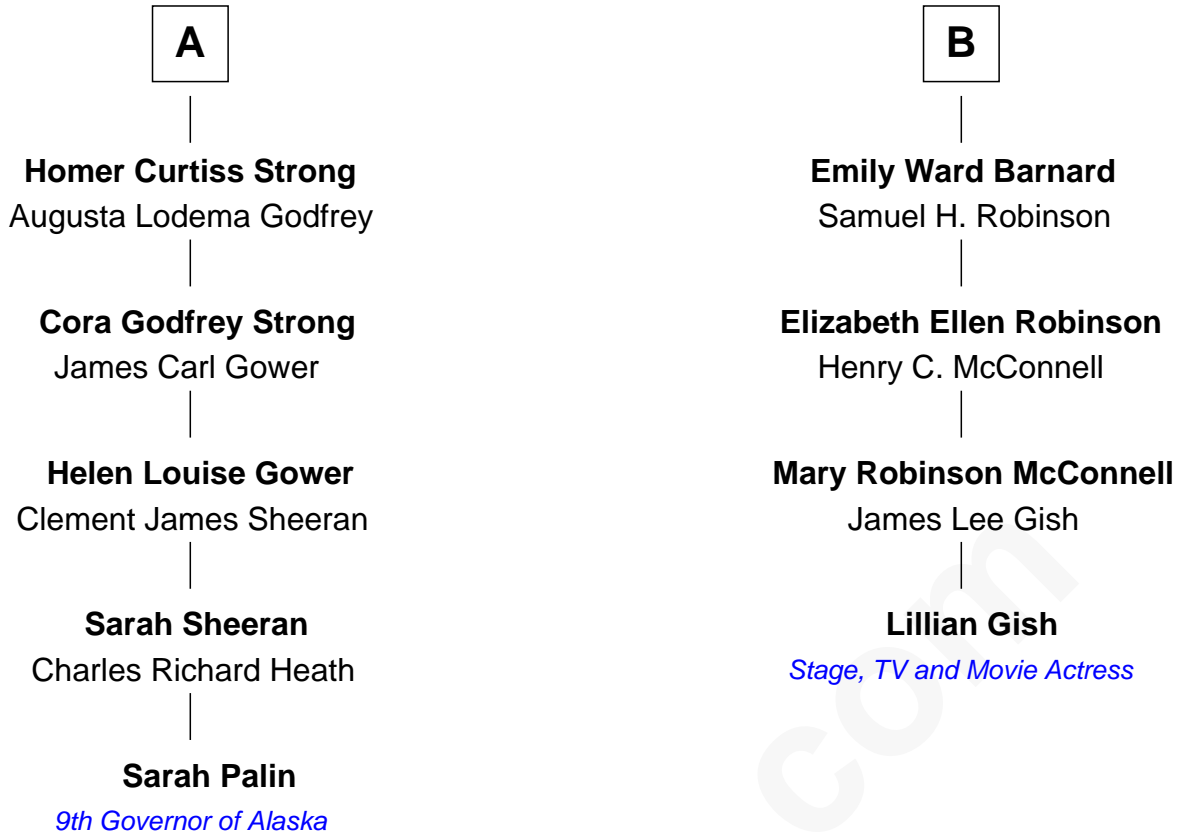 A
Homer Curtiss Strong
Augusta Lodema Godfrey
Cora Godfrey Strong
James Carl Gower
Helen Louise Gower
Clement James Sheeran
Sarah Sheeran
Charles Richard Heath
Sarah Palin
9th Governor of Alaska
B
Emily Ward Barnard
Samuel H. Robinson
Elizabeth Ellen Robinson
Henry C. McConnell
Mary Robinson McConnell
James Lee Gish
Lillian Gish
Stage, TV and Movie Actress
com